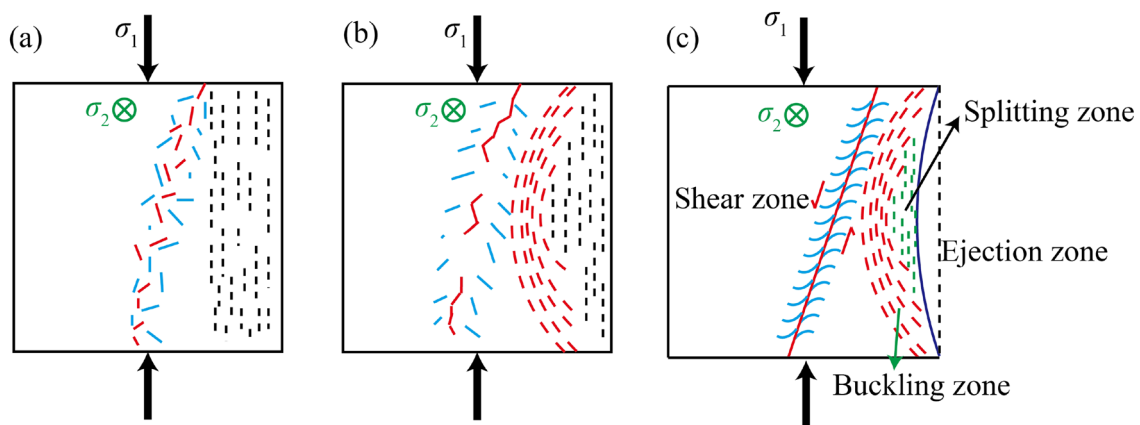 (a)
σ1
σ2
(b)
σ1
σ2
(c)
σ1
σ2
Splitting zone
Shear zone
Ejection zone
Buckling zone